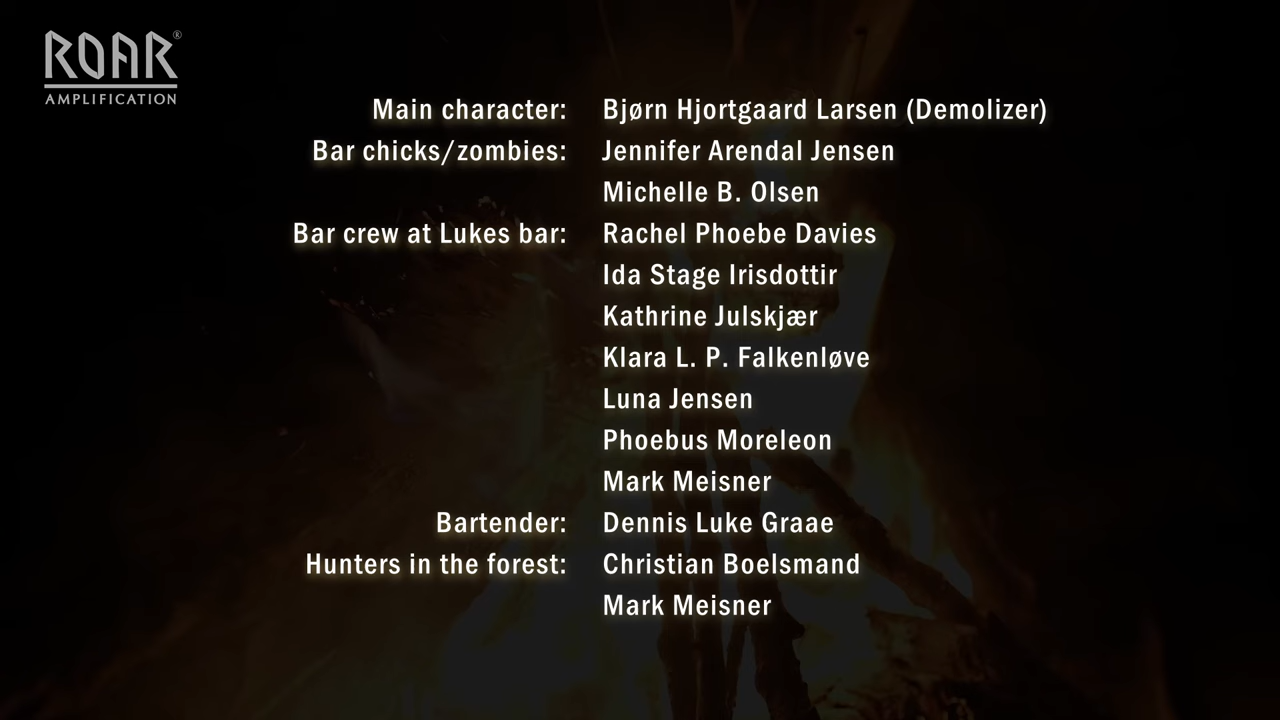 ROAR®
AMPLIFICATION
Main character: Bjørn Hjortgaard Larsen (Demolizer)
Bar chicks/zombies: Jennifer Arendal Jensen
Michelle B. Olsen
Bar crew at Lukes bar: Rachel Phoebe Davies
Ida Stage Irisdottir
Kathrine Julskjær
Klara L. P. Falkenløve
Luna Jensen
Phoebus Moreleon
Mark Meisner
Bartender: Dennis Luke Graae
Hunters in the forest: Christian Boelsmand
Mark Meisner